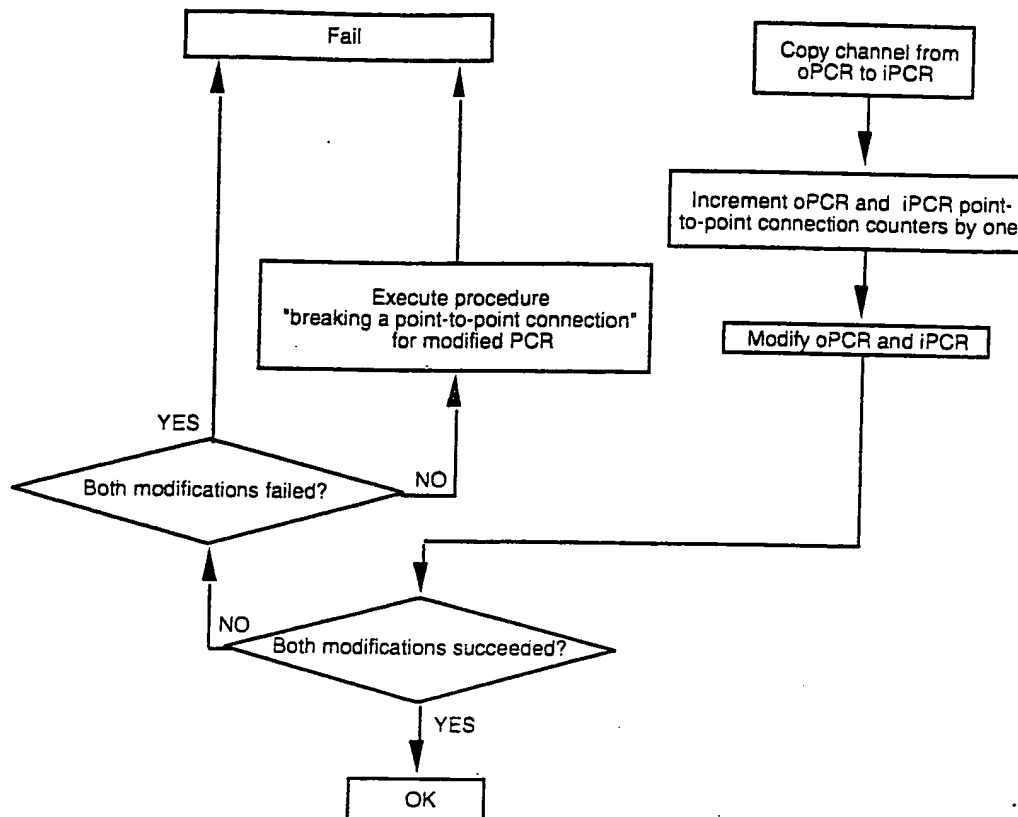 Fail
Copy channel from
oPCR to iPCR
Increment oPCR and iPCR point-
to-point connection counters by one
Execute procedure
"breaking a point-to-point connection"
for modified PCR
Modify oPCR and iPCR
YES
Both modifications failed?
NO
NO
Both modifications succeeded?
YES
OK